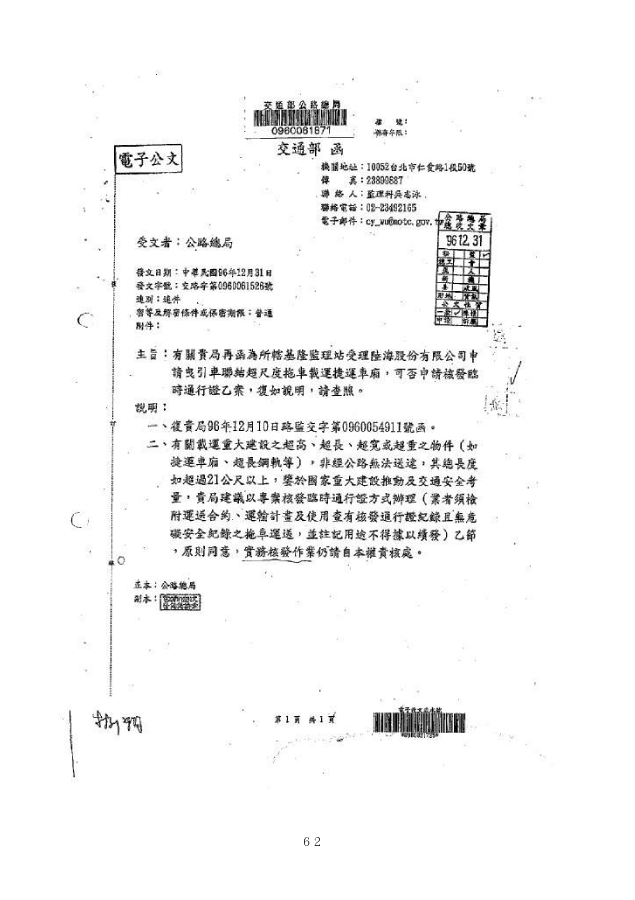 交通部公路總局
0960061871
檔　號：
保存年限：
交通部 函
電子公文
機關地址：10052台北市仁愛路1段50號
傳　真：23899887
聯 絡 人：監理科吳志泳
聯絡電話：02-23492165
電子郵件：cy_wu@motc.gov.tw
公路總局
總收文章
96.12.31
受文者：公路總局
發文日期：中華民國96年12月31日
發文字號：交路字第0960061526號
速別：速件
密等及解密條件或保密期限：普通
附件：
主旨：有關貴局再函為所轄基隆監理站受理陸海股份有限公司申
請曳引車聯結超尺度拖車載運捷運車廂，可否申請核發臨
時通行證乙案，復如說明，請查照。
說明：
一、復貴局96年12月10日路監交字第0960054911號函。
二、有關載運重大建設之超高、超長、超寬或超重之物件（如
捷運車廂、超長鋼軌等），非經公路無法送達，其總長度
如超過21公尺以上，鑒於國家重大建設推動及交通安全考
量，貴局建議以專案核發臨時通行證方式辦理（業者須檢
附運送合約、運輸計畫及使用查有核發通行證紀錄且無危
礙安全紀錄之拖車運送，並註記用途不得據以續發）乙節
，原則同意，實務核發作業仍請自本權責核處。
正本：公路總局
副本：
第1頁 共1頁
62